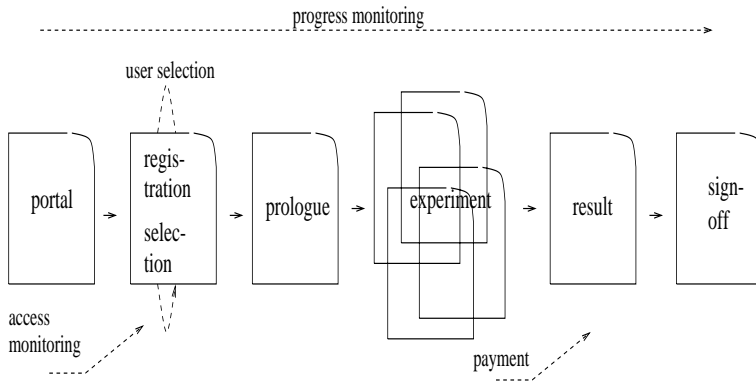 progress monitoring
user selection
portal
regis-
tration
selec-
tion
prologue
experiment
result
sign-
off
access
monitoring
payment